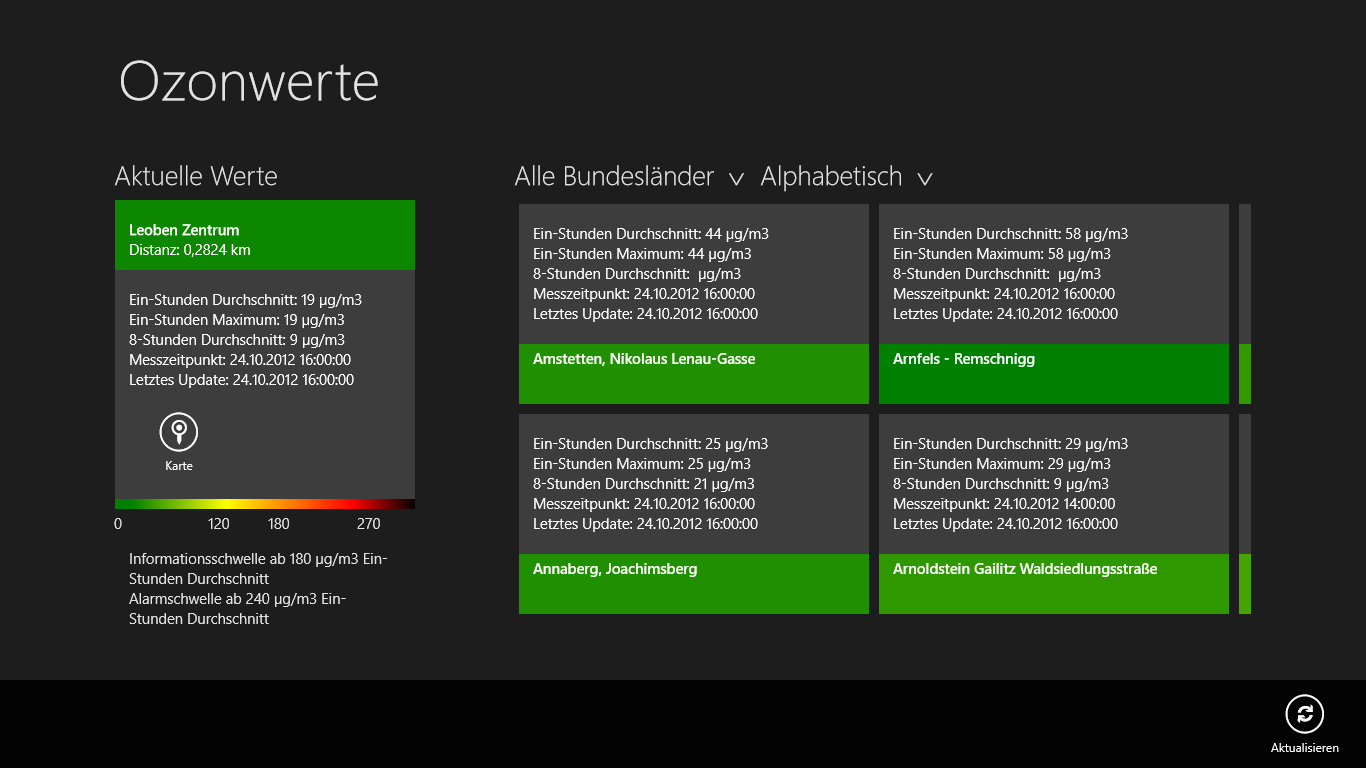 Ozonwerte
Aktuelle Werte
Leoben Zentrum
Distanz: 0,2824 km
Ein-Stunden Durchschnitt: 19 µg/m3
Ein-Stunden Maximum: 19 µg/m3
8-Stunden Durchschnitt: 9 µg/m3
Messzeitpunkt: 24.10.2012 16:00:00
Letztes Update: 24.10.2012 16:00:00
Karte
0 120 180 270
Informationsschwelle ab 180 µg/m3 Ein-
Stunden Durchschnitt
Alarmschwelle ab 240 µg/m3 Ein-
Stunden Durchschnitt
Alle Bundesländer Alphabetisch
Ein-Stunden Durchschnitt: 44 µg/m3
Ein-Stunden Maximum: 44 µg/m3
8-Stunden Durchschnitt:  µg/m3
Messzeitpunkt: 24.10.2012 16:00:00
Letztes Update: 24.10.2012 16:00:00
Amstetten, Nikolaus Lenau-Gasse
Ein-Stunden Durchschnitt: 58 µg/m3
Ein-Stunden Maximum: 58 µg/m3
8-Stunden Durchschnitt:  µg/m3
Messzeitpunkt: 24.10.2012 16:00:00
Letztes Update: 24.10.2012 16:00:00
Arnfels - Remschnigg
Ein-Stunden Durchschnitt: 25 µg/m3
Ein-Stunden Maximum: 25 µg/m3
8-Stunden Durchschnitt: 21 µg/m3
Messzeitpunkt: 24.10.2012 16:00:00
Letztes Update: 24.10.2012 16:00:00
Annaberg, Joachimsberg
Ein-Stunden Durchschnitt: 29 µg/m3
Ein-Stunden Maximum: 29 µg/m3
8-Stunden Durchschnitt: 9 µg/m3
Messzeitpunkt: 24.10.2012 14:00:00
Letztes Update: 24.10.2012 16:00:00
Arnoldstein Gailitz Waldsiedlungsstraße
Aktualisieren